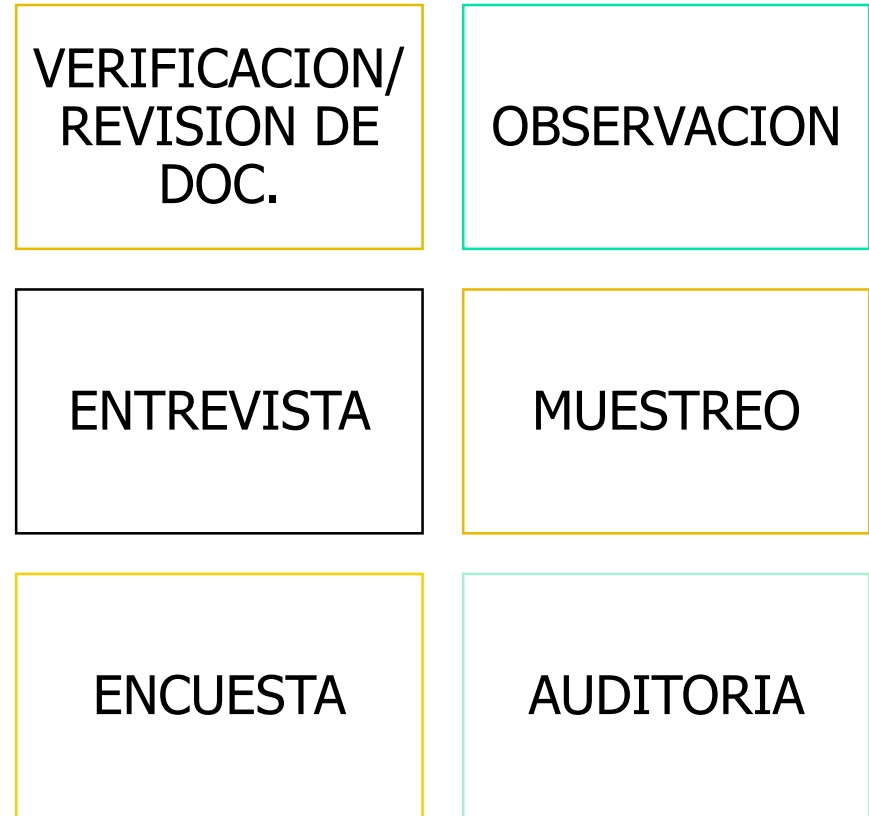 VERIFICACION/
REVISION DE
DOC.
OBSERVACION
ENTREVISTA
MUESTREO
ENCUESTA
AUDITORIA